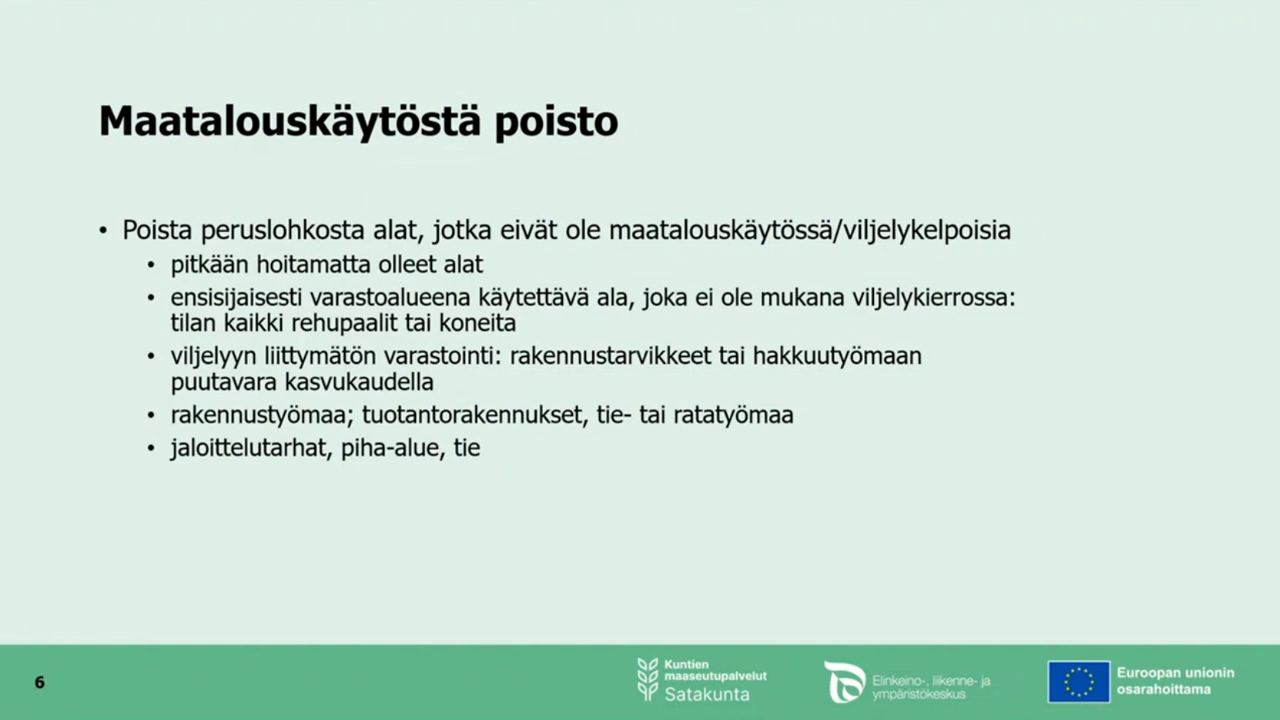 Maatalouskäytöstä poisto
• Poista peruslohkosta alat, jotka eivät ole maatalouskäytössä/viljelykelpoisia
• pitkään hoitamatta olleet alat
• ensisijaisesti varastoalueena käytettävä ala, joka ei ole mukana viljelykierrossa:
tilan kaikki rehupaalit tai koneita
• viljelyyn liittymätön varastointi: rakennustarvikkeet tai hakkuutyömaan
puutavara kasvukaudella
• rakennustyömaa; tuotantorakennukset, tie- tai ratatyömaa
• jaloittelutarhat, piha-alue, tie
6
Kuntien
maaseutupalvelut
Satakunta
Elinkeino-, liikenne- ja
ympäristökeskus
Euroopan unionin
osarahoittama